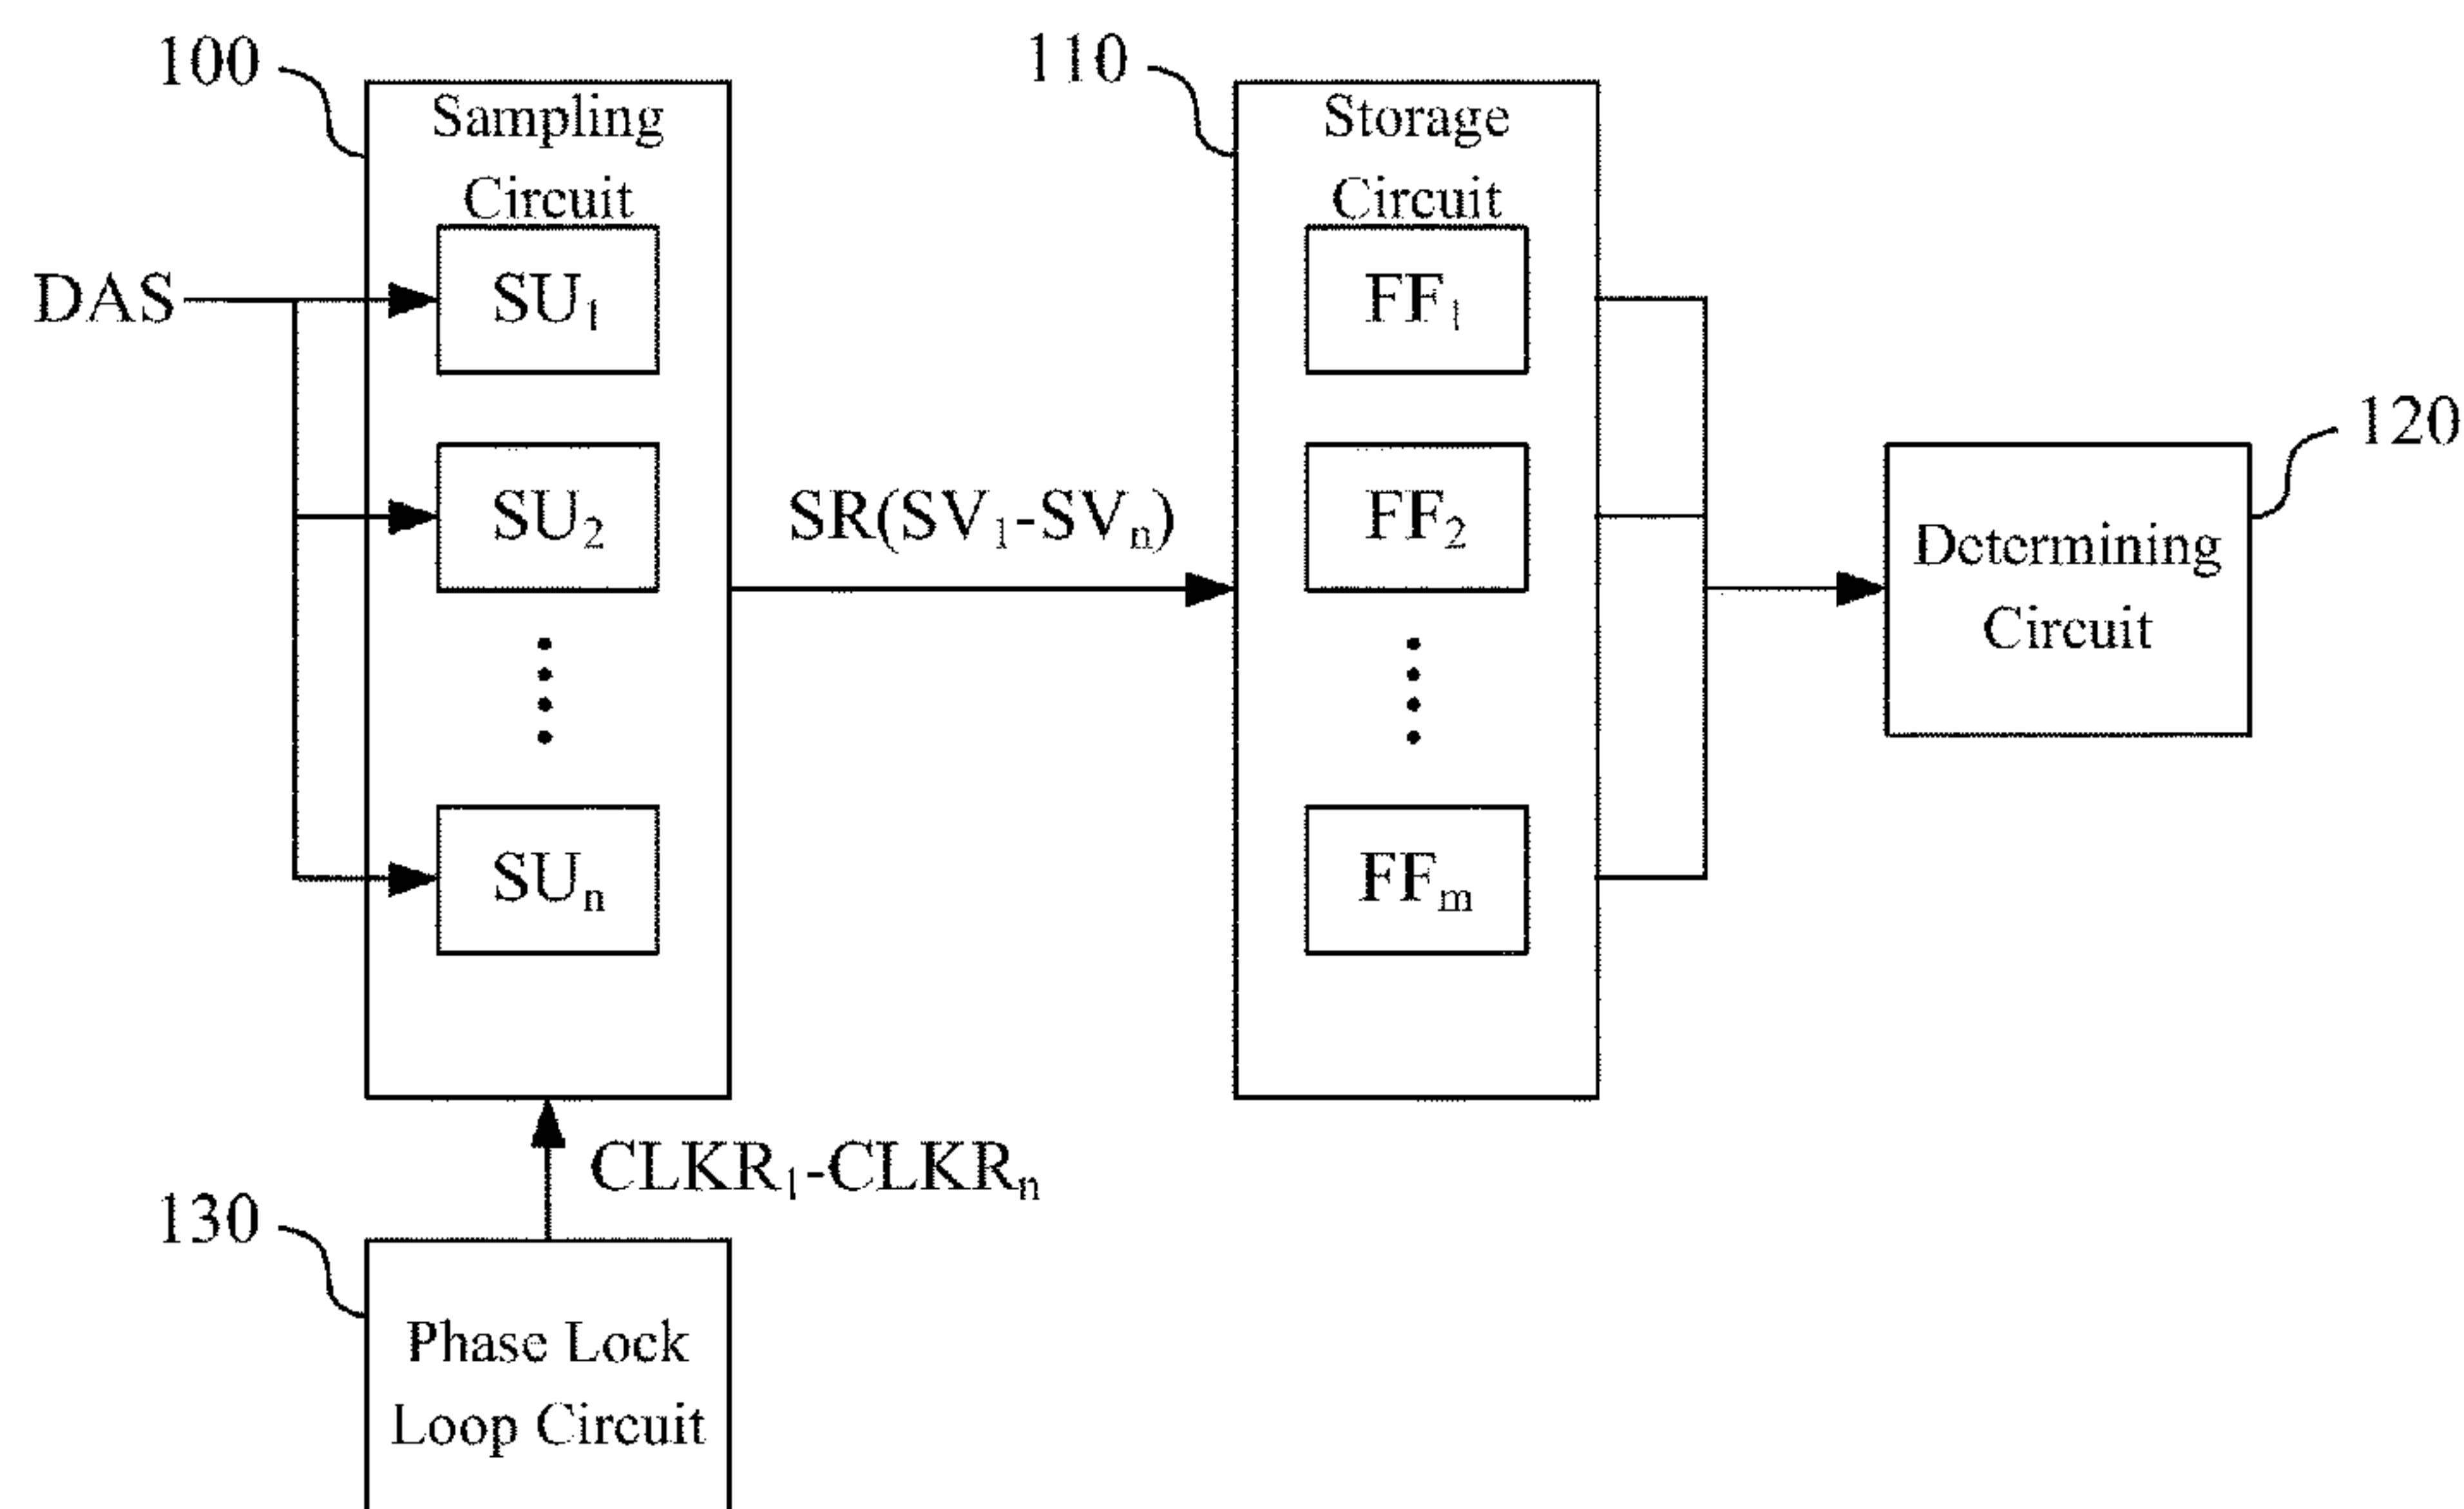 100
110
Sampling
Circuit
Storage
Circuit
DAS
SU₁
FF₁
120
SU₂
SR(SV₁-SVₙ)
FF₂
Determining
Circuit
SUₙ
FFₘ
CLKR₁-CLKRₙ
130
Phase Lock
Loop Circuit